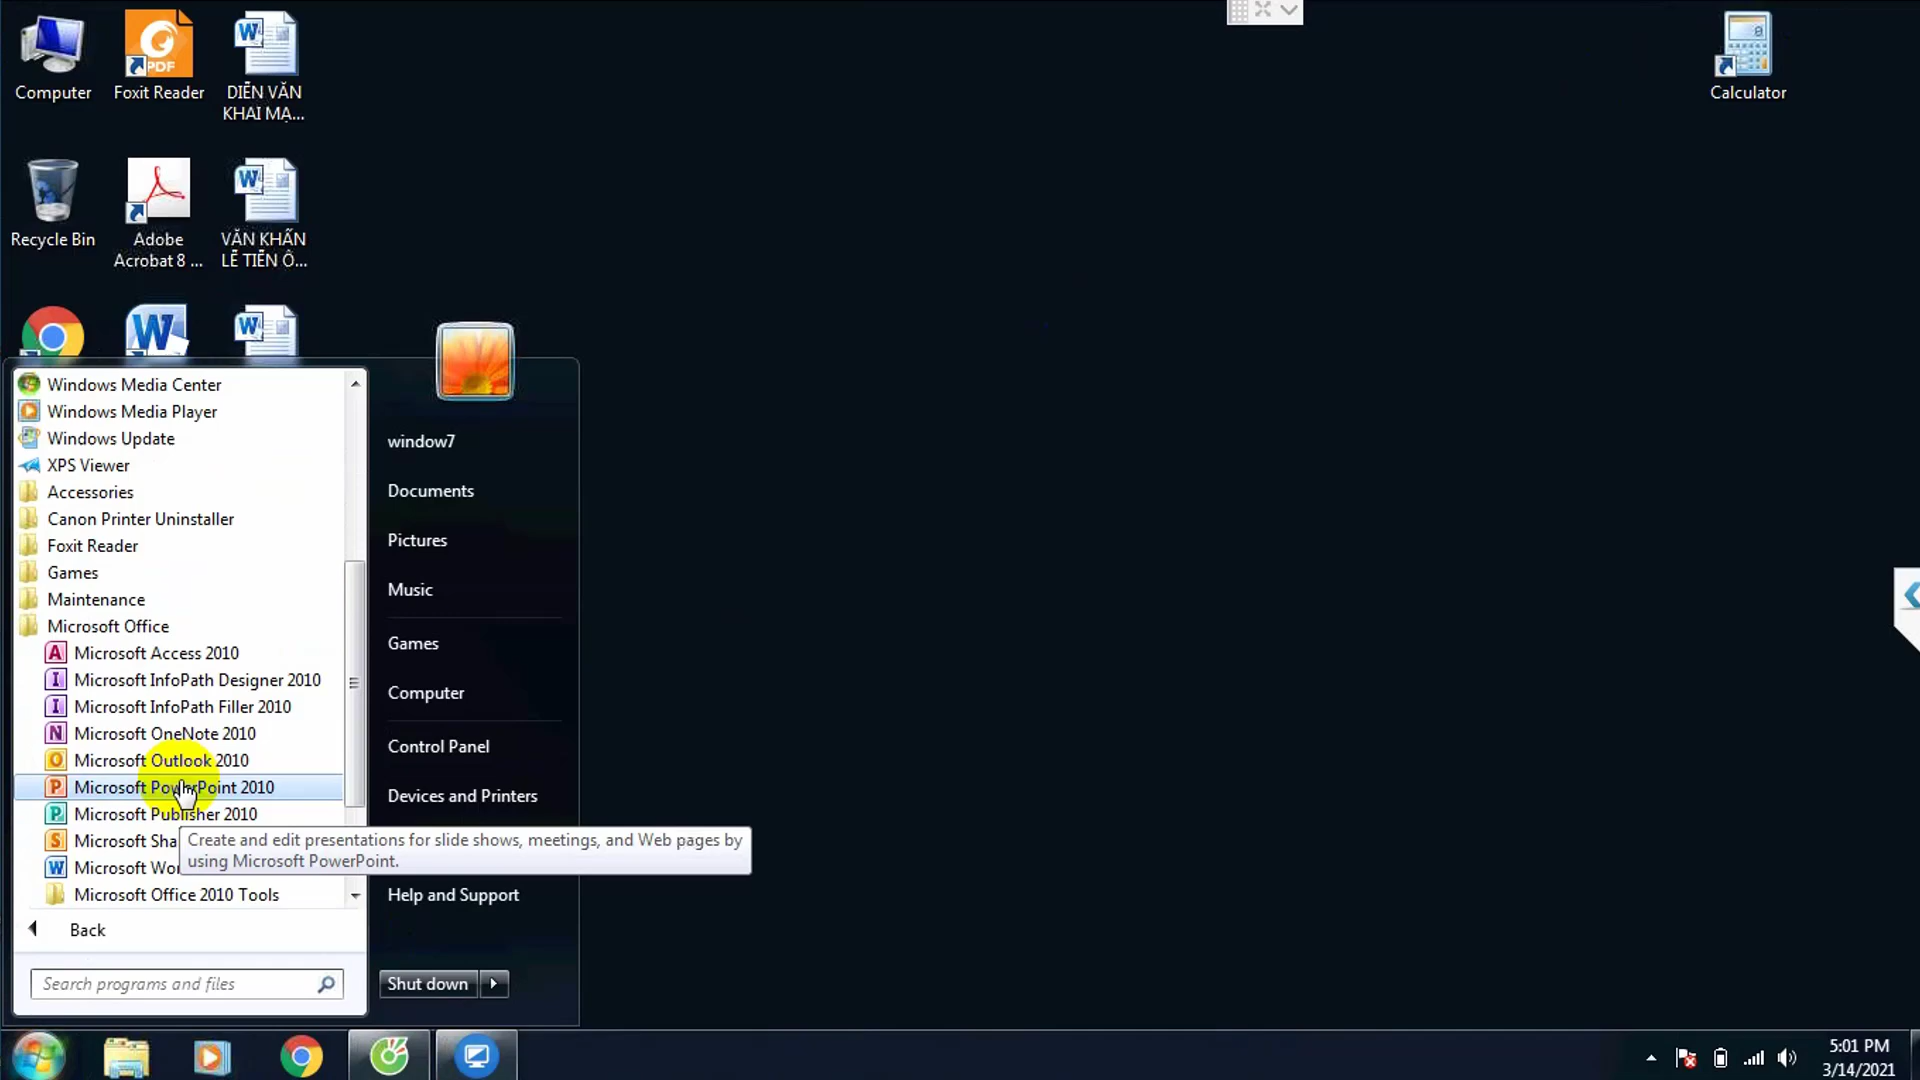 Computer
Foxit Reader
DIỄN VĂN
KHAI MẠ...
Calculator
Recycle Bin
Adobe
Acrobat 8 ...
VĂN KHẤN
LỄ TIỄN Ô...
Windows Media Center
Windows Media Player
Windows Update
XPS Viewer
Accessories
Canon Printer Uninstaller
Foxit Reader
Games
Maintenance
Microsoft Office
Microsoft Access 2010
Microsoft InfoPath Designer 2010
Microsoft InfoPath Filler 2010
Microsoft OneNote 2010
Microsoft Outlook 2010
Microsoft PowerPoint 2010
Microsoft Publisher 2010
Microsoft Sha
Microsoft Wor
Microsoft Office 2010 Tools
Create and edit presentations for slide shows, meetings, and Web pages by
using Microsoft PowerPoint.
Back
Search programs and files
window7
Documents
Pictures
Music
Games
Computer
Control Panel
Devices and Printers
Help and Support
Shut down
5:01 PM
3/14/2021